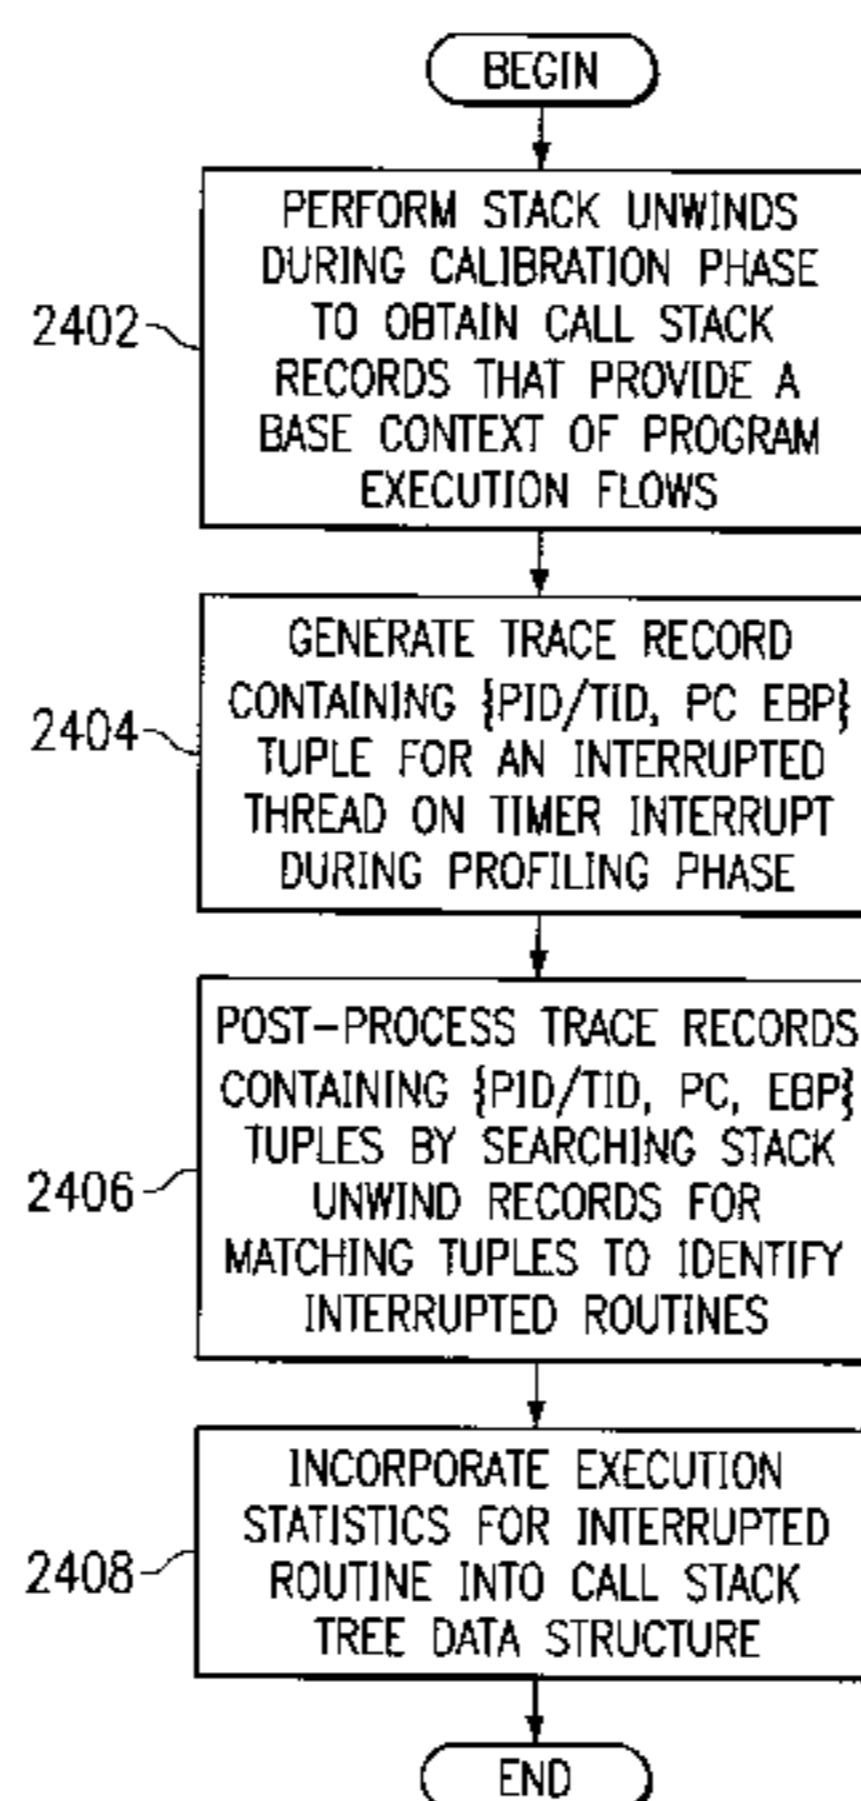 BEGIN
PERFORM STACK UNWINDS
DURING CALIBRATION PHASE
TO OBTAIN CALL STACK
RECORDS THAT PROVIDE A
BASE CONTEXT OF PROGRAM
EXECUTION FLOWS
2402
GENERATE TRACE RECORD
CONTAINING {PID/TID, PC EBP}
TUPLE FOR AN INTERRUPTED
THREAD ON TIMER INTERRUPT
DURING PROFILING PHASE
2404
POST-PROCESS TRACE RECORDS
CONTAINING {PID/TID, PC, EBP}
TUPLES BY SEARCHING STACK
UNWIND RECORDS FOR
MATCHING TUPLES TO IDENTIFY
INTERRUPTED ROUTINES
2406
INCORPORATE EXECUTION
STATISTICS FOR INTERRUPTED
ROUTINE INTO CALL STACK
TREE DATA STRUCTURE
2408
END